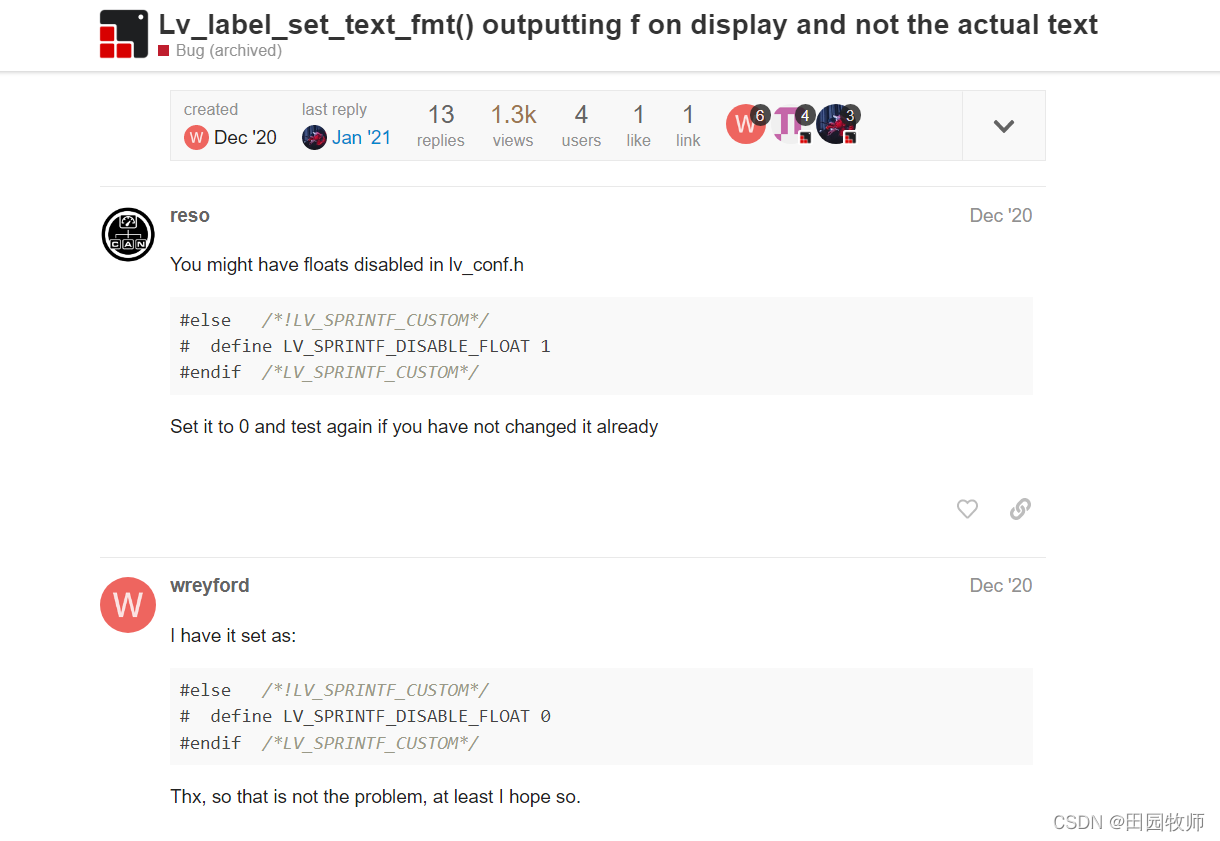 Lv_label_set_text_fmt() outputting f on display and not the actual text
Bug (archived)
created last reply 13 1.3k 4 1 1 W 6 4 3
W Dec '20 Jan '21 replies views users like link
reso Dec '20
CAN
You might have floats disabled in lv_conf.h
#else /*!LV_SPRINTF_CUSTOM*/
# define LV_SPRINTF_DISABLE_FLOAT 1
#endif /*LV_SPRINTF_CUSTOM*/
Set it to 0 and test again if you have not changed it already
W wreyford Dec '20
I have it set as:
#else /*!LV_SPRINTF_CUSTOM*/
# define LV_SPRINTF_DISABLE_FLOAT 0
#endif /*LV_SPRINTF_CUSTOM*/
Thx, so that is not the problem, at least I hope so.
CSDN @田园牧师